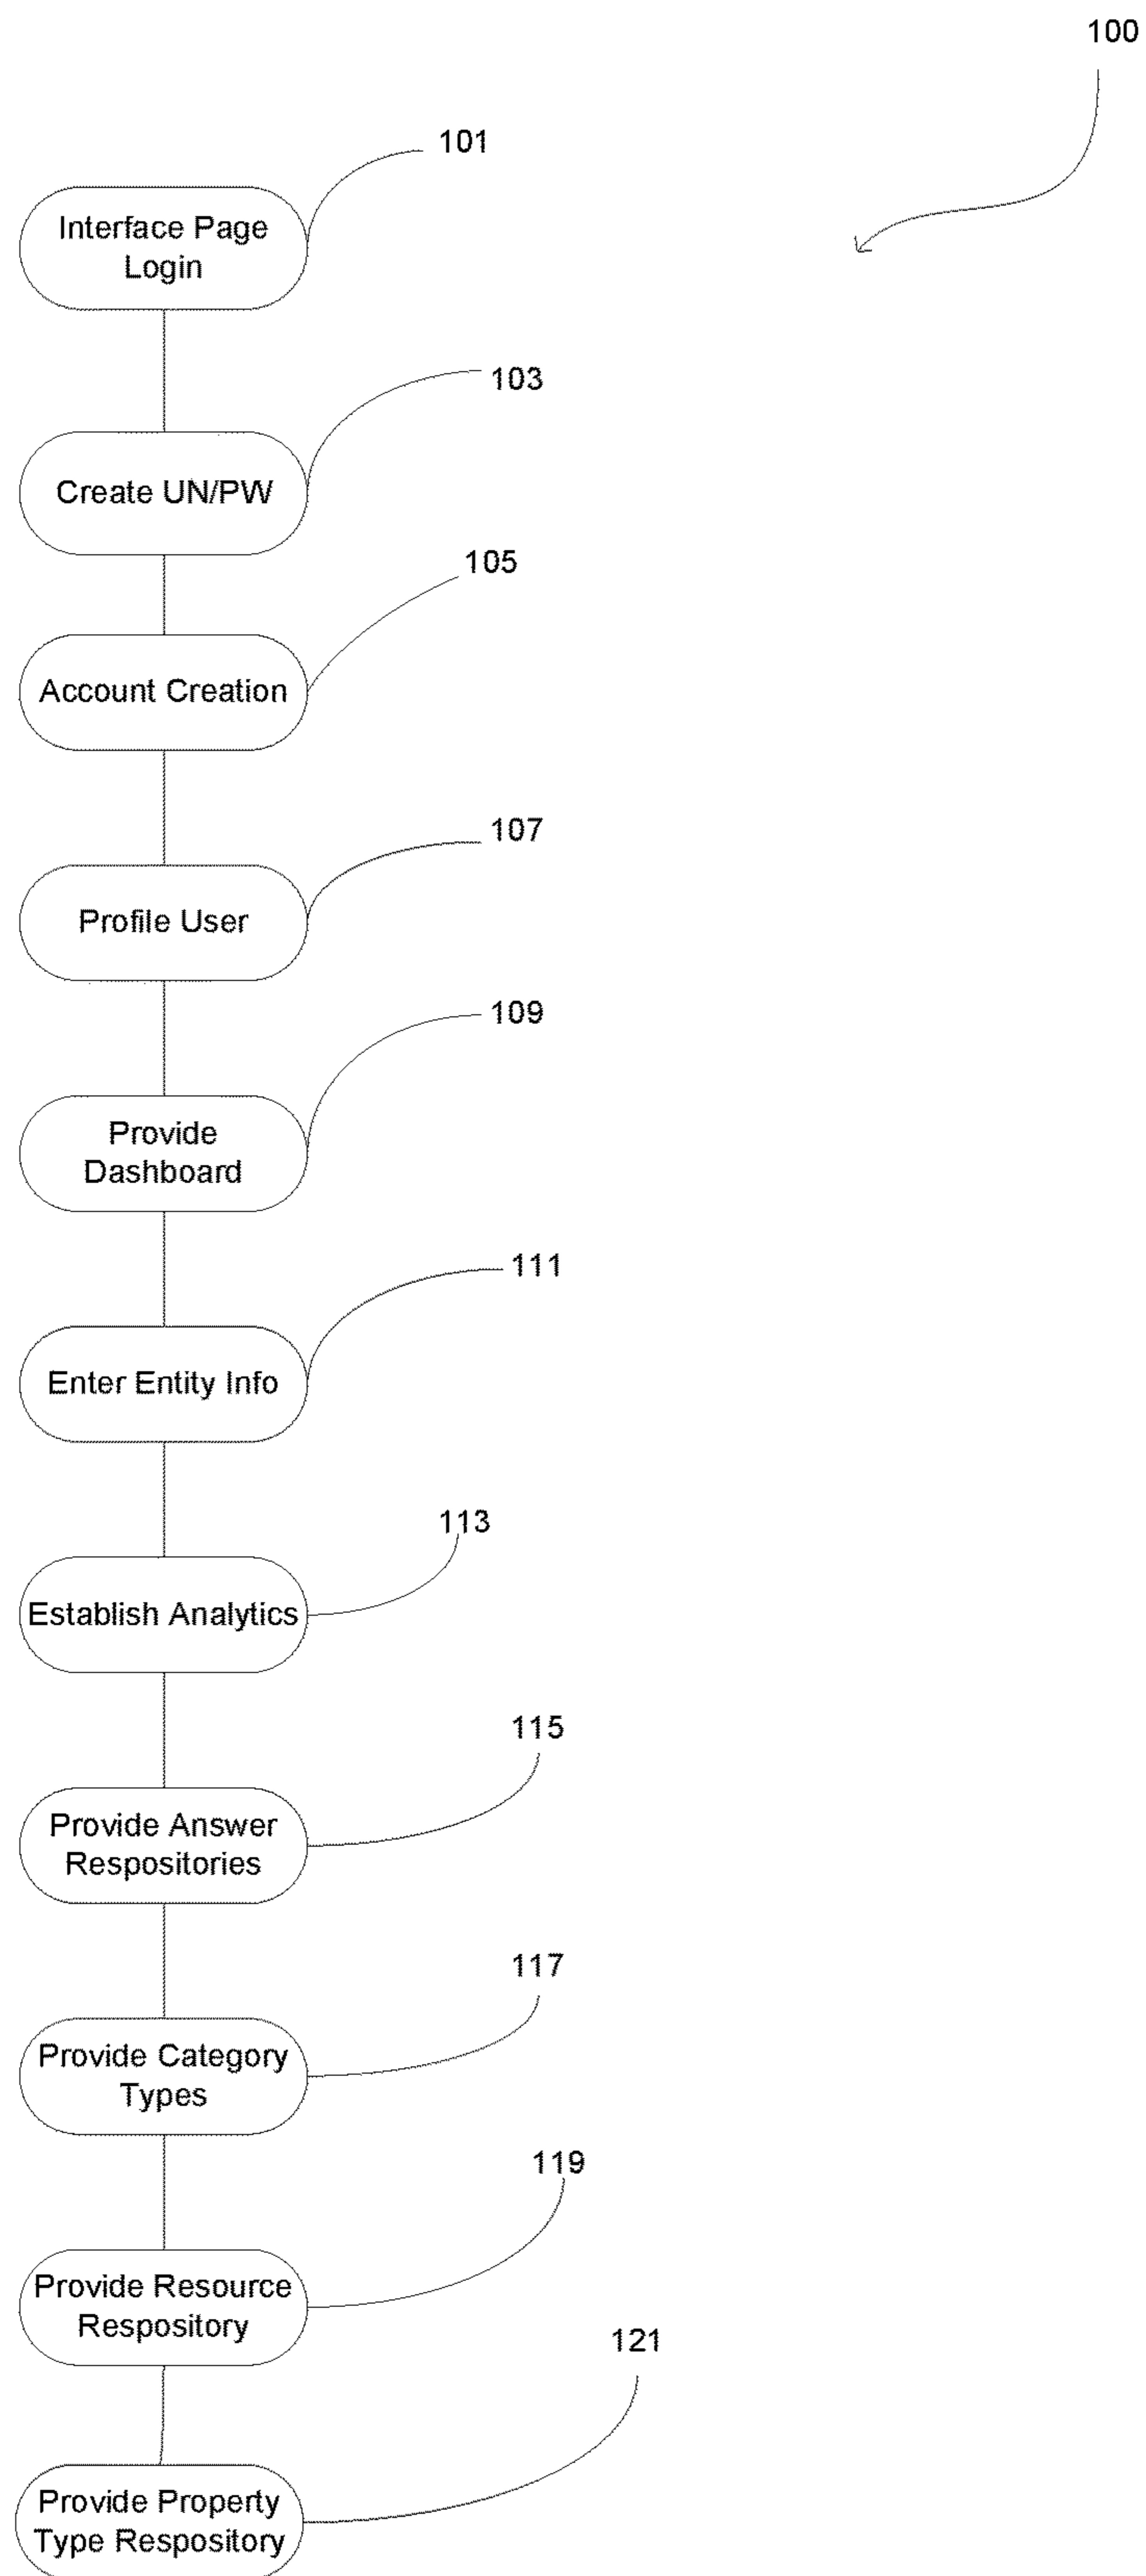 100
101
Interface Page
Login
103
Create UN/PW
105
Account Creation
107
Profile User
109
Provide
Dashboard
111
Enter Entity Info
113
Establish Analytics
115
Provide Answer
Respositories
117
Provide Category
Types
119
Provide Resource
Respository
121
Provide Property
Type Respository